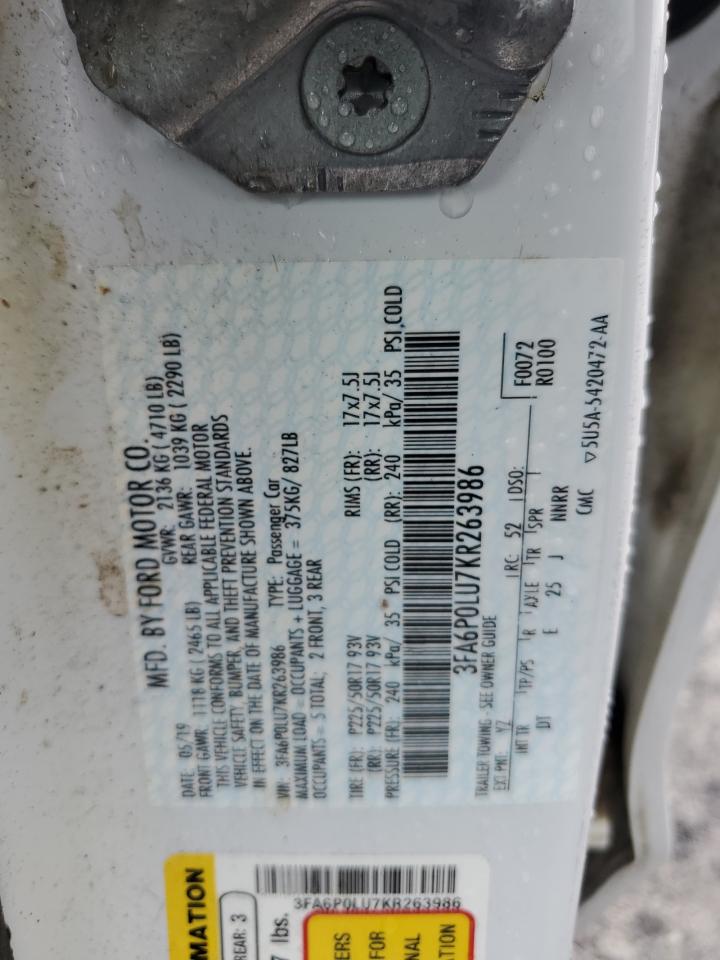 MFD. BY FORD MOTOR CO.
DATE: 05/19 GVWR: 2136 KG ( 4710 LB)
FRONT GAWR: 1118 KG ( 2465 LB) REAR GAWR: 1039 KG ( 2290 LB)
THIS VEHICLE CONFORMS TO ALL APPLICABLE FEDERAL MOTOR
VEHICLE SAFETY, BUMPER, AND THEFT PREVENTION STANDARDS
IN EFFECT ON THE DATE OF MANUFACTURE SHOWN ABOVE.
VIN: 3FA6P0LU7KR263986 TYPE: Passenger Car
MAXIMUM LOAD = OCCUPANTS + LUGGAGE = 375KG/ 827LB
OCCUPANTS = 5 TOTAL; 2 FRONT, 3 REAR
TIRE (FR): P225/50R17 93V RIMS (FR): 17x7.5J
(RR): P225/50R17 93V (RR): 17x7.5J
PRESSURE (FR): 240 kPa/ 35 PSI COLD (RR): 240 kPa/ 35 PSI COLD
3FA6P0LU7KR263986
TRAILER TOWING - SEE OWNER GUIDE
EXT PNT: YZ RC: 52 DSO: F0072
INT TR TP/PS R AXLE TR SPR R0100
DT E 25 J NNRR
CMC ▽5U5A-5420472-AA
MATION
REAR: 3
7 lbs.
3FA6P0LU7KR263986
ERS
FOR
NAL
TION